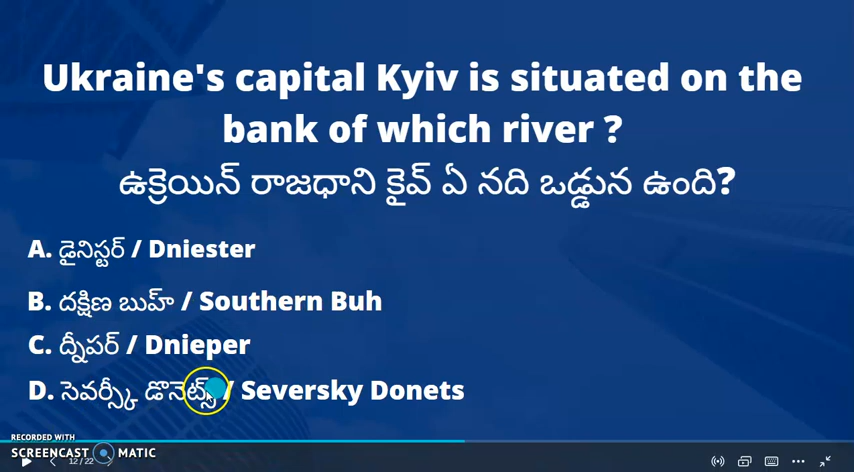 Ukraine's capital Kyiv is situated on the
bank of which river ?
ఉక్రెయిన్ రాజధాని కైవ్ ఏ నది ఒడ్డున ఉంది?
A. డైనిస్టర్ / Dniester
B. దక్షిణ బుహ్ / Southern Buh
C. ద్నీపర్ / Dnieper
D. సెవర్స్కీ డొనెట్స్ / Seversky Donets
RECORDED WITH
SCREENCAST MATIC
12 / 22